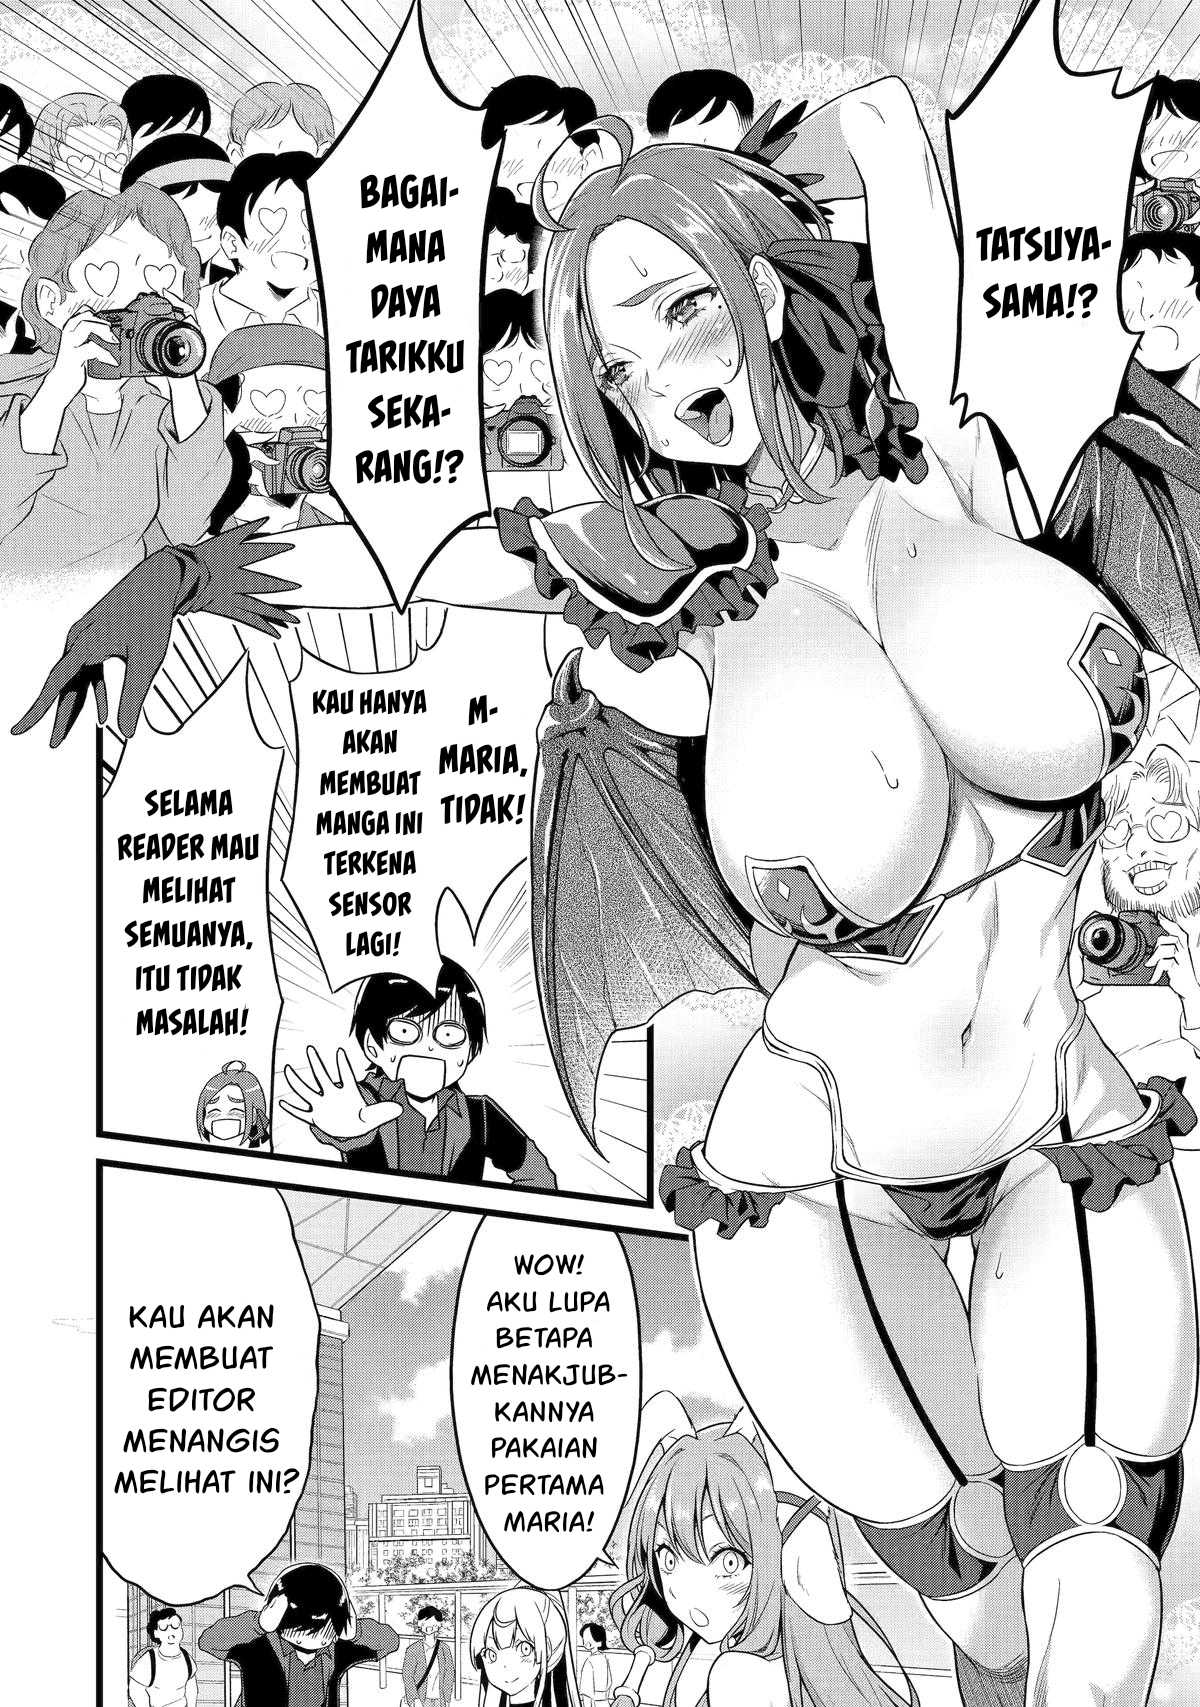 TATSUYA-
SAMA!?
BAGAI-
MANA
DAYA
TARIKKU
SEKA-
RANG!?
M-
MARIA,
TIDAK!
KAU HANYA
AKAN
MEMBUAT
MANGA INI
TERKENA
SENSOR
LAGI!
SELAMA
READER MAU
MELIHAT
SEMUANYA,
ITU TIDAK
MASALAH!
WOW!
AKU LUPA
BETAPA
MENAKJUB-
KANNYA
PAKAIAN
PERTAMA
MARIA!
KAU AKAN
MEMBUAT
EDITOR
MENANGIS
MELIHAT INI?